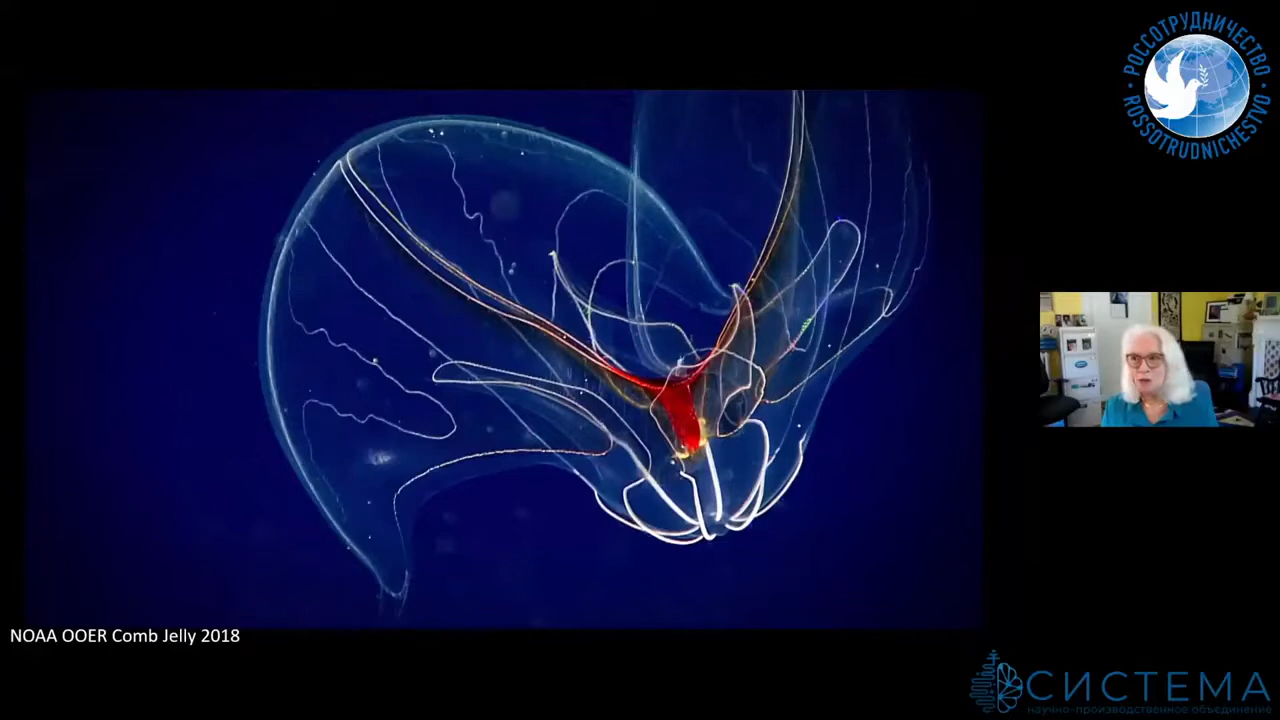 РОССОТРУДНИЧЕСТВО
ROSSOTRUDNICHESTVO
NOAA OOER Comb Jelly 2018
СИСТЕМА
научно-производственное объединение